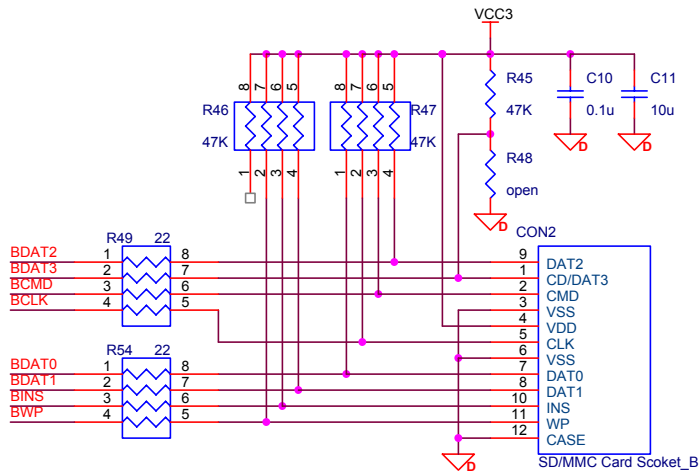 VCC3
8 7 6 5
8 7 6 5
R46
47K
R47
47K
R45
47K
C10
0.1u
C11
10u
1 2 3 4
1 2 3 4
R48
open
D
D
D
CON2
R49 22
BDAT2 1 8 9 DAT2
BDAT3 2 7 1 CD/DAT3
BCMD 3 6 2 CMD
BCLK 4 5 3 VSS
4 VDD
5 CLK
R54 22 6 VSS
BDAT0 1 8 7 DAT0
BDAT1 2 7 8 DAT1
BINS 3 6 10 INS
BWP 4 5 11 WP
12 CASE
D
SD/MMC Card Scoket_B